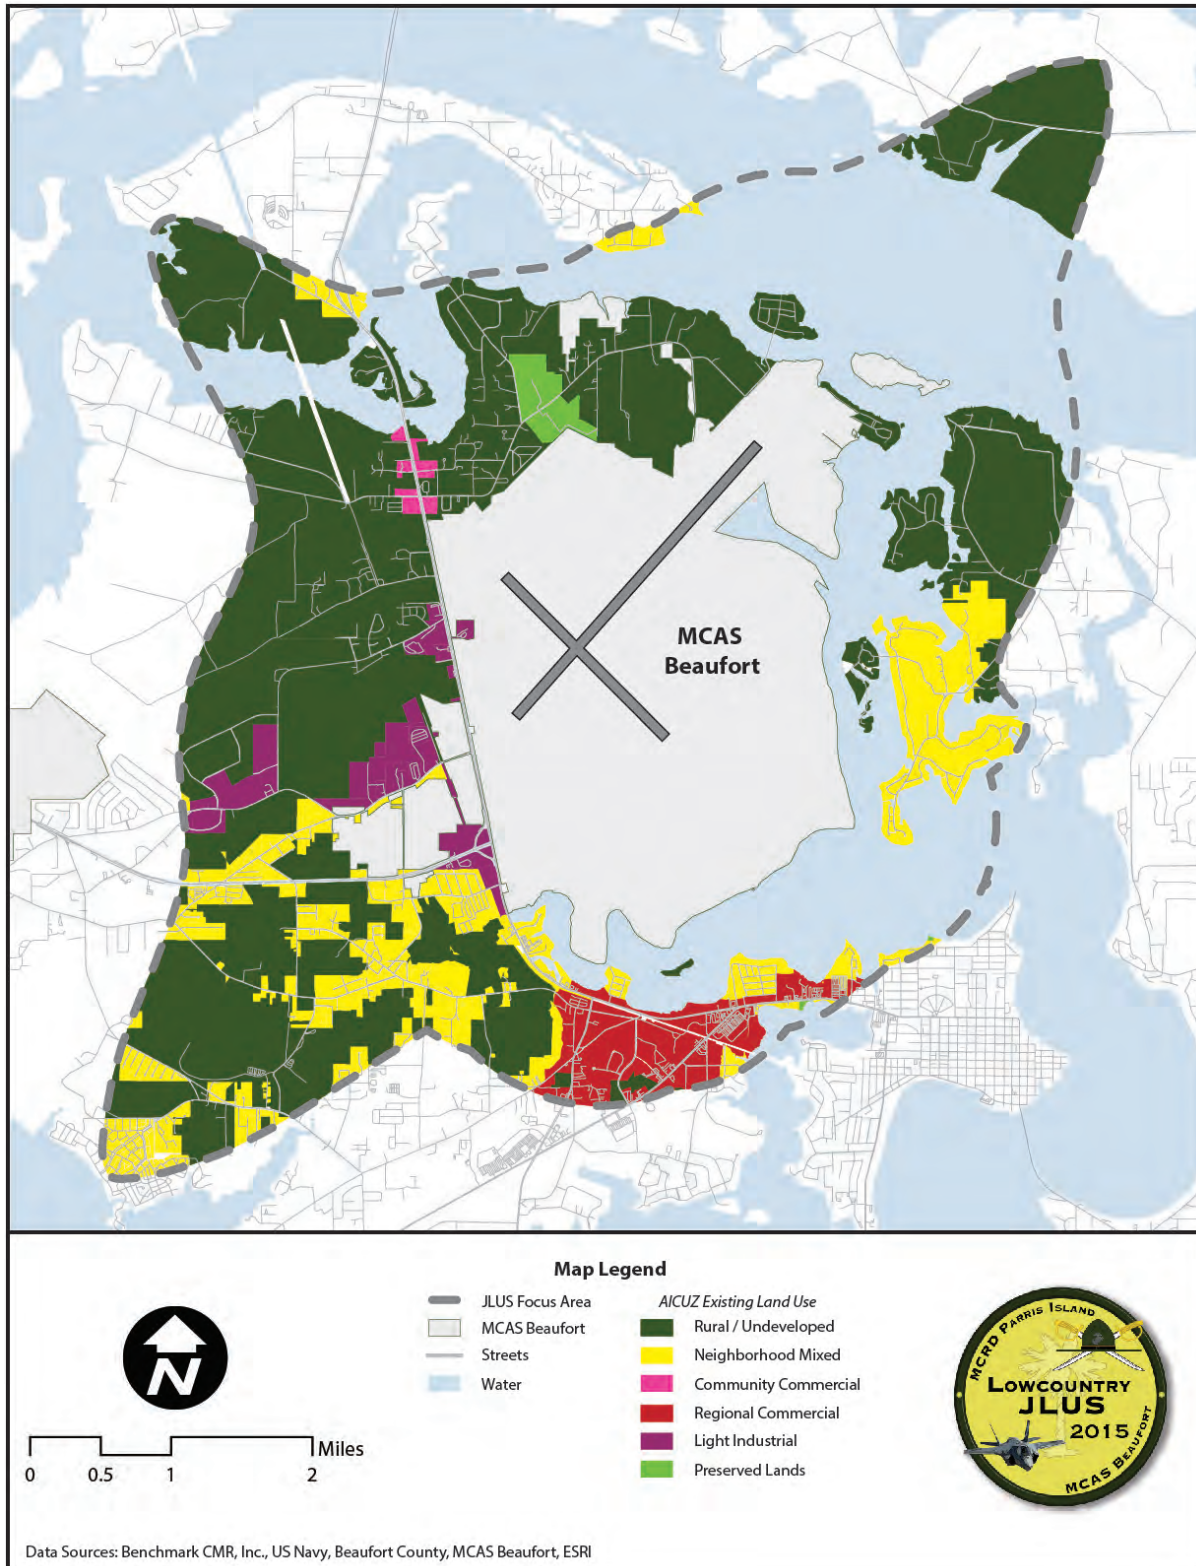 MCAS
Beaufort
Map Legend
JLUS Focus Area
MCAS Beaufort
Streets
Water
AICUZ Existing Land Use
Rural / Undeveloped
Neighborhood Mixed
Community Commercial
Regional Commercial
Light Industrial
Preserved Lands
N
Miles
0 0.5 1 2
MCRD PARRIS ISLAND
LOWCOUNTRY
JLUS
2015
MCAS BEAUFORT
Data Sources: Benchmark CMR, Inc., US Navy, Beaufort County, MCAS Beaufort, ESRI